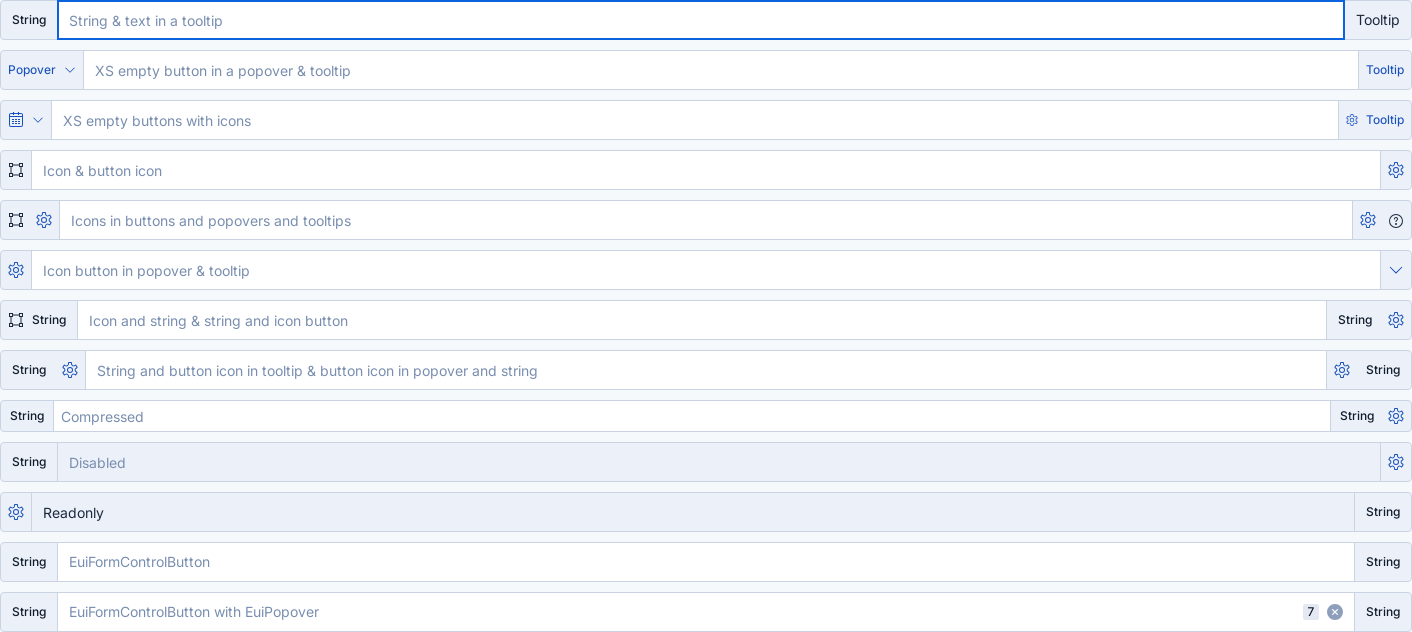 String String & text in a tooltip Tooltip
Popover XS empty button in a popover & tooltip Tooltip
XS empty buttons with icons Tooltip
Icon & button icon
Icons in buttons and popovers and tooltips
Icon button in popover & tooltip
String Icon and string & string and icon button String
String String and button icon in tooltip & button icon in popover and string String
String Compressed String
String Disabled
Readonly String
String EuiFormControlButton String
String EuiFormControlButton with EuiPopover 7 String